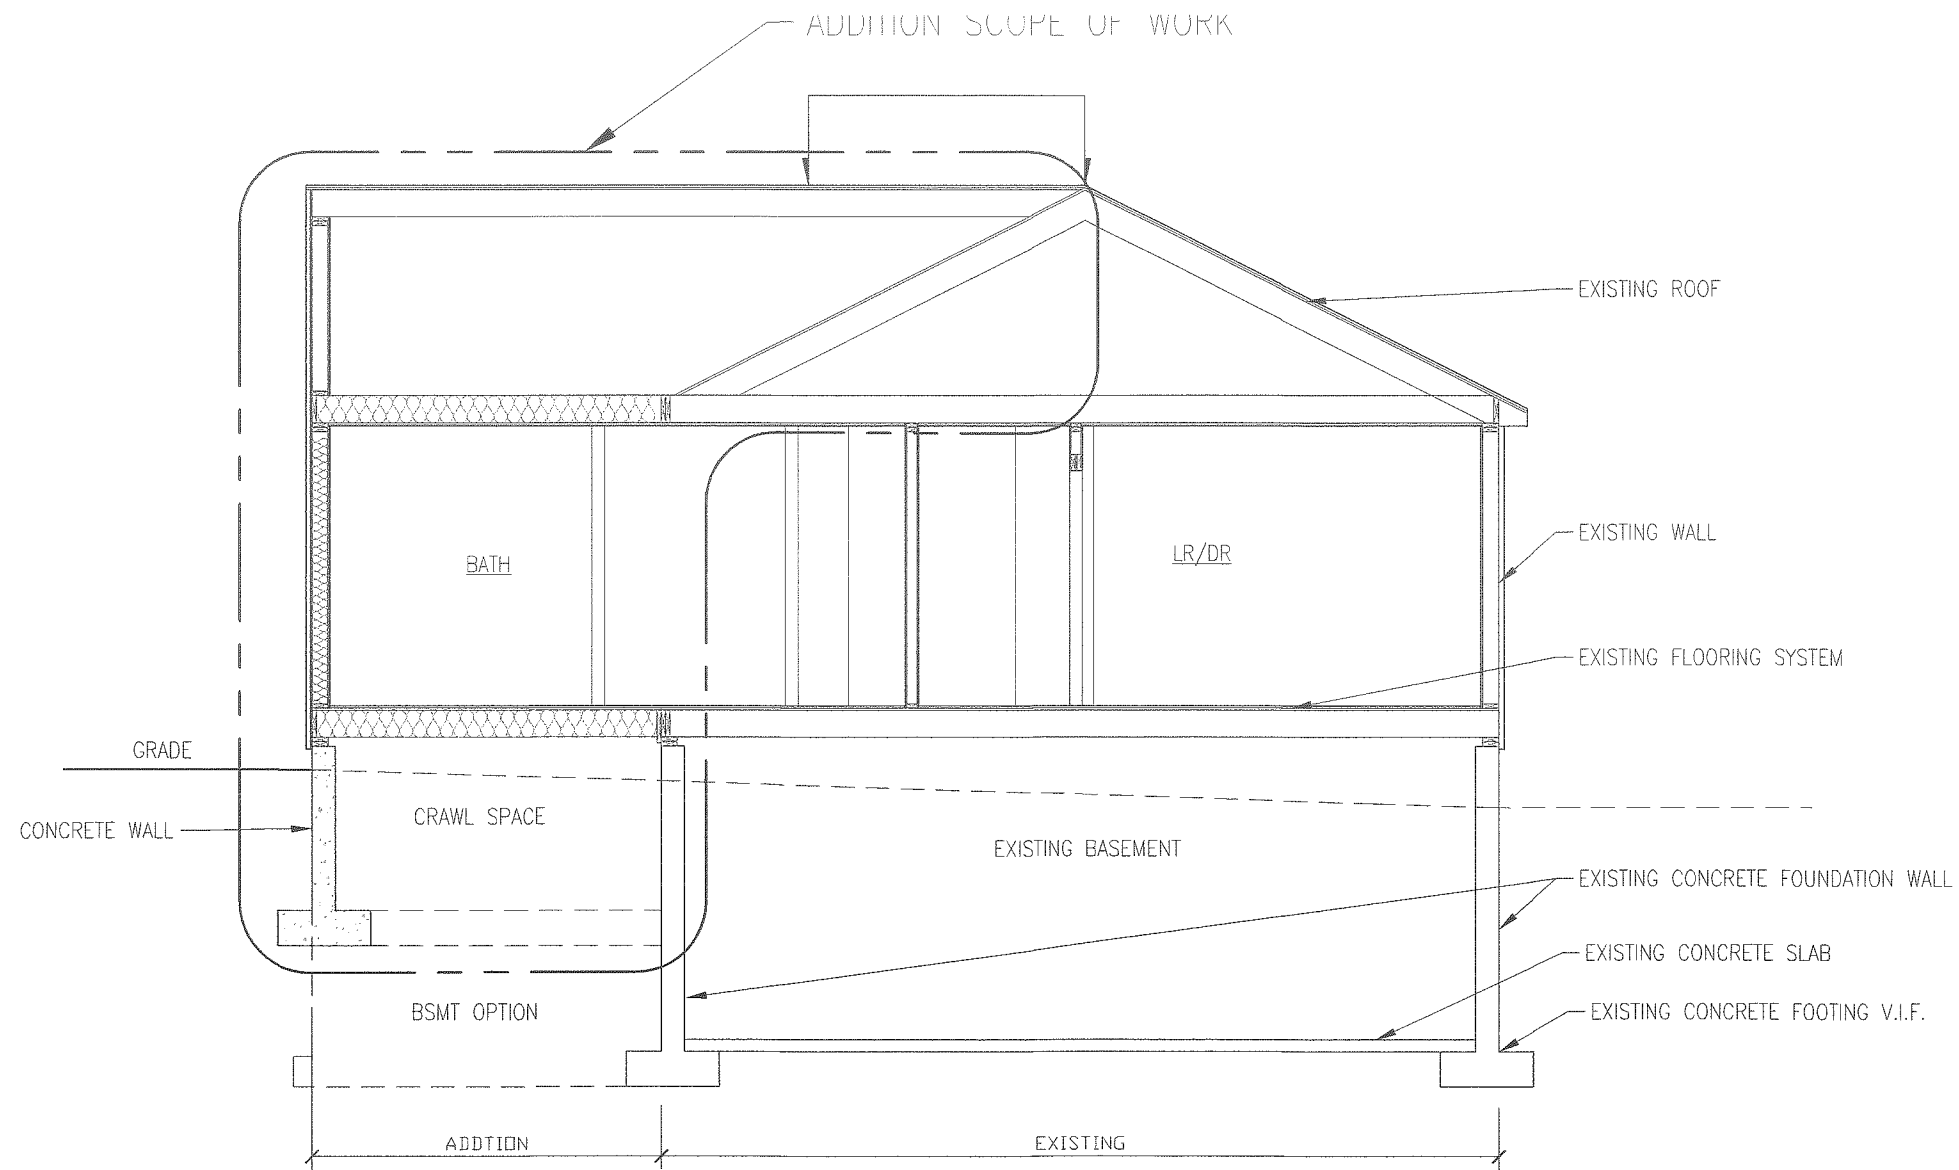 ADDITION SCOPE OF WORK
EXISTING ROOF
EXISTING WALL
BATH
LR/DR
EXISTING FLOORING SYSTEM
GRADE
CRAWL SPACE
CONCRETE WALL
EXISTING BASEMENT
EXISTING CONCRETE FOUNDATION WALL
EXISTING CONCRETE SLAB
BSMT OPTION
EXISTING CONCRETE FOOTING V.I.F.
ADDTION
EXISTING